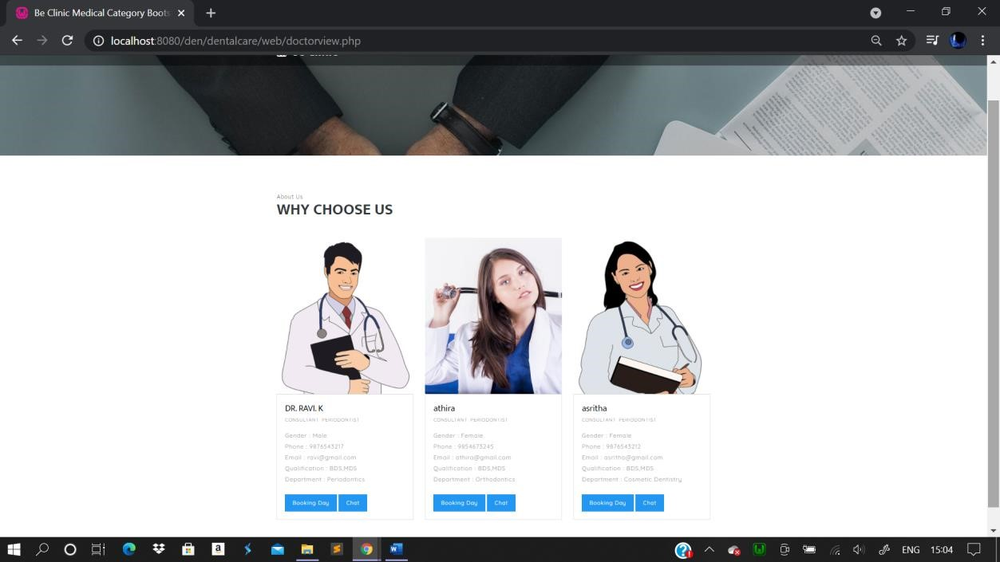 Be Clinic Medical Category Boots
localhost:8080/den/dentalcare/web/doctorview.php
About Us
WHY CHOOSE US
DR. RAVI. K
CONSULTANT PERIODONTIST
Gender : Male
Phone : 9876543217
Email : ravi@gmail.com
Qualification : BDS,MDS
Department : Periodontics
Booking Day
Chat
athira
CONSULTANT PERIODONTIST
Gender : Female
Phone : 9854673245
Email : athira@gmail.com
Qualification : BDS,MDS
Department : Orthodontics
Booking Day
Chat
asritha
CONSULTANT PERIODONTIST
Gender : Female
Phone : 9876543212
Email : asritha@gmail.com
Qualification : BDS,MDS
Department : Cosmetic Dentistry
Booking Day
Chat
ENG
15:04